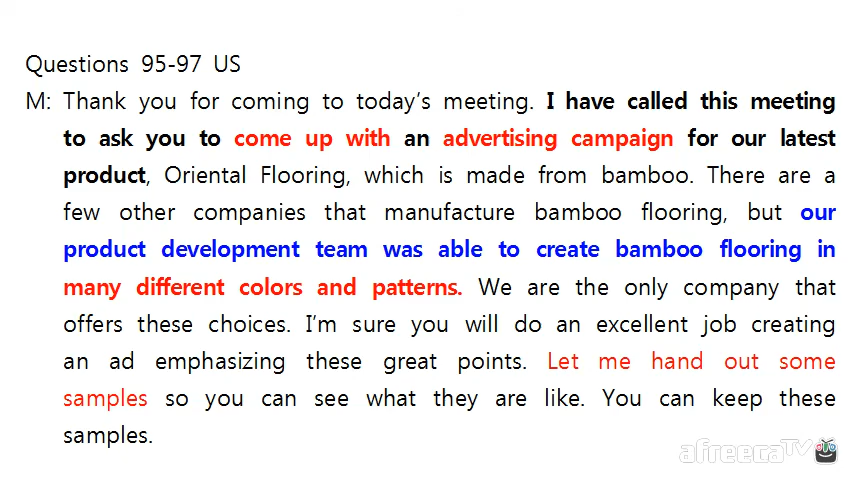 Questions 95-97 US
M: Thank you for coming to today’s meeting. I have called this meeting
to ask you to come up with an advertising campaign for our latest
product, Oriental Flooring, which is made from bamboo. There are a
few other companies that manufacture bamboo flooring, but our
product development team was able to create bamboo flooring in
many different colors and patterns. We are the only company that
offers these choices. I’m sure you will do an excellent job creating
an ad emphasizing these great points. Let me hand out some
samples so you can see what they are like. You can keep these
samples.
afreecaTV